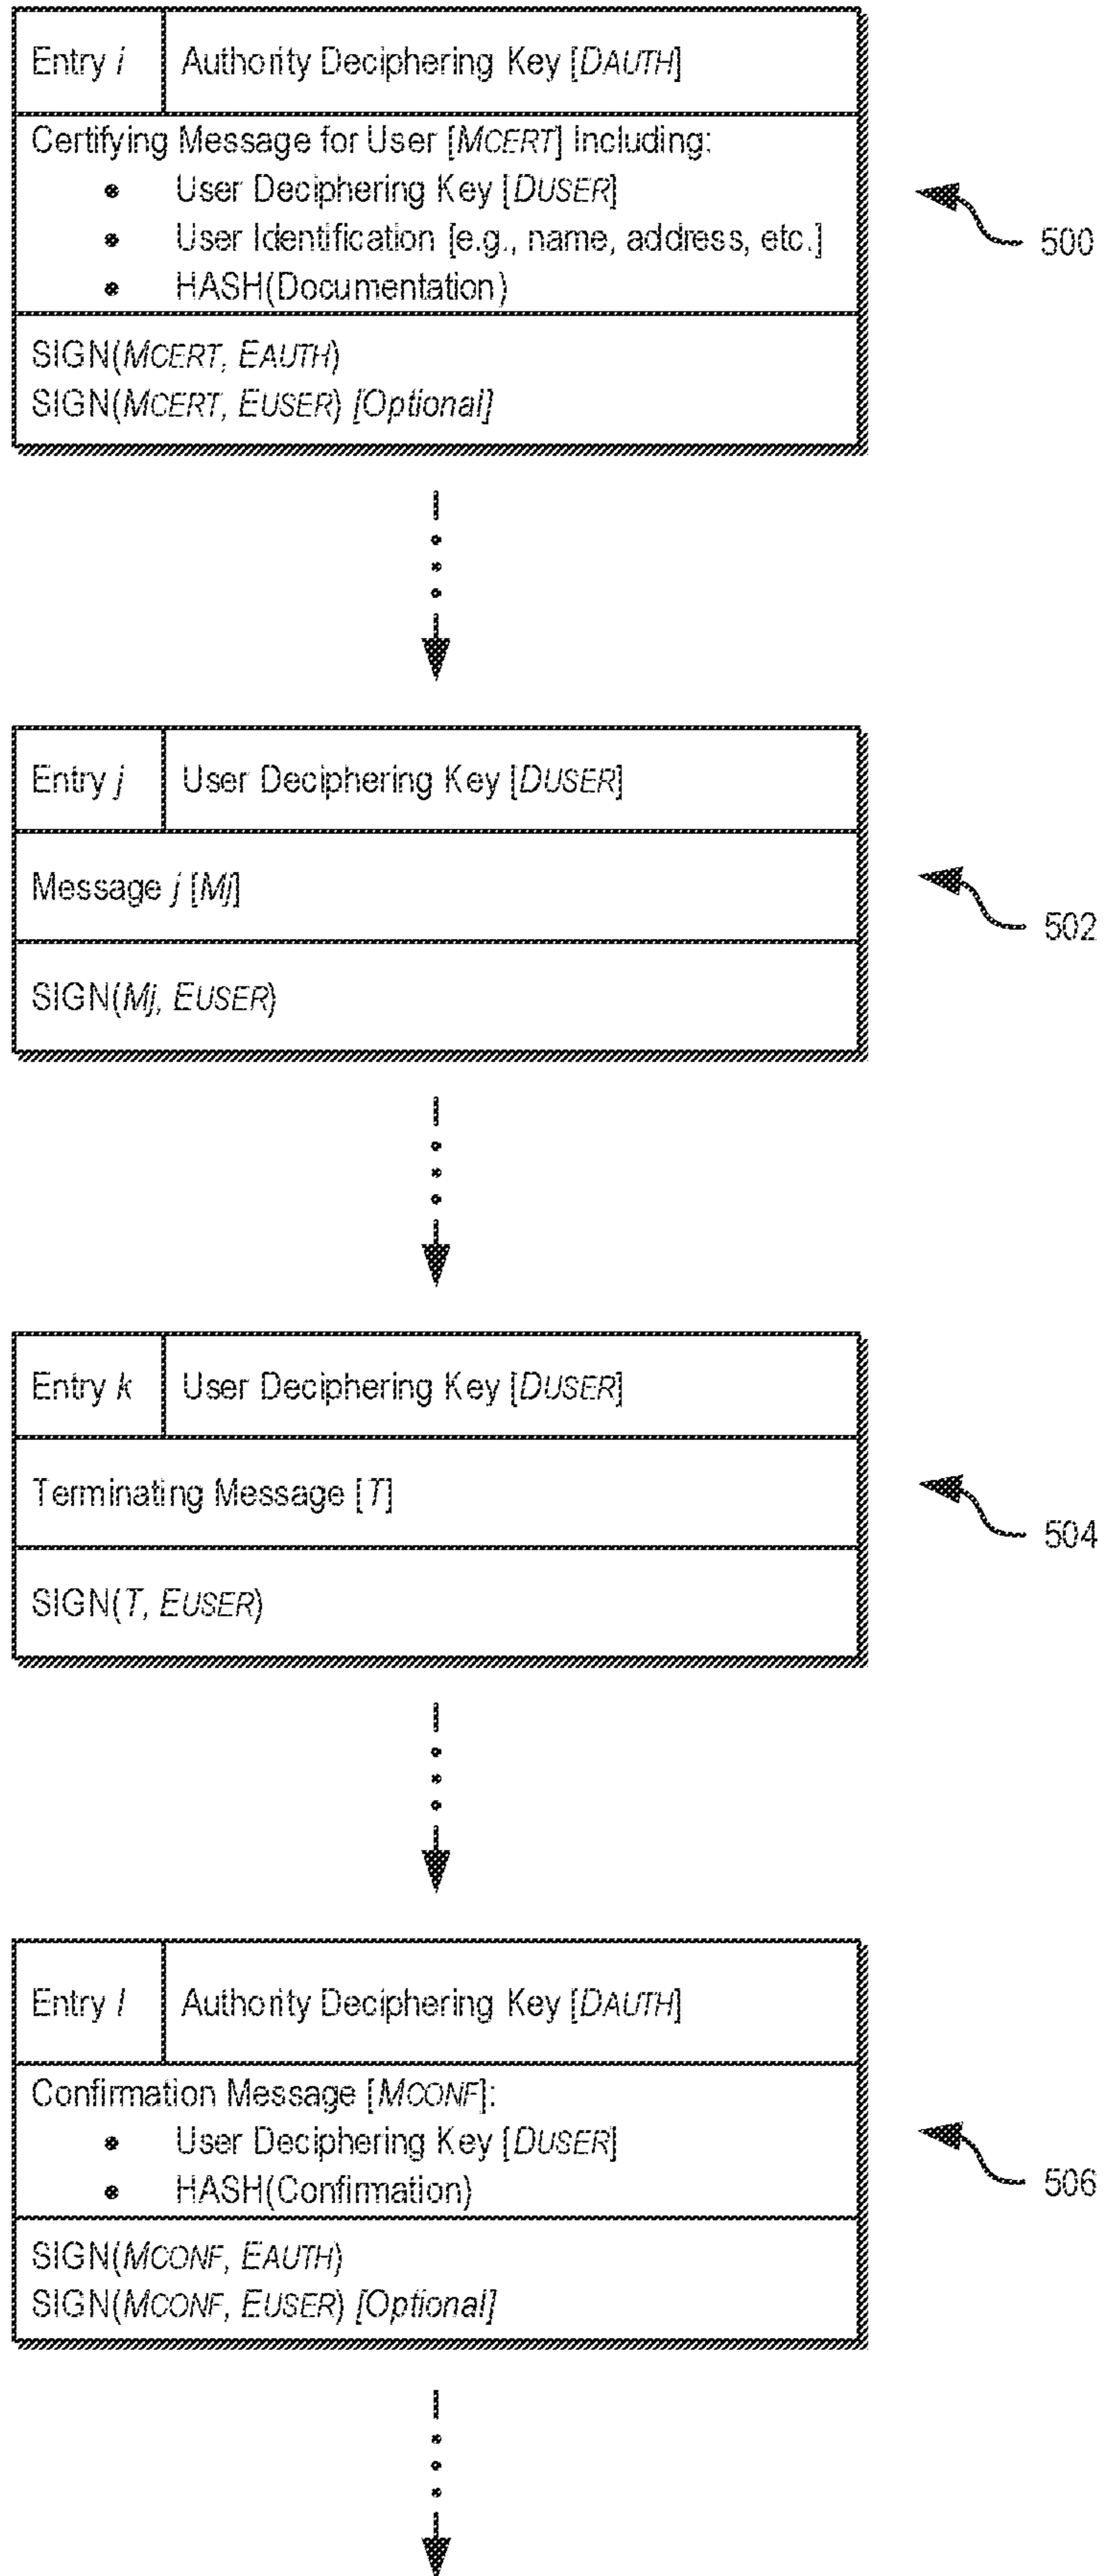 Entry i
Authority Deciphering Key [DAUTH]
Certifying Message for User [MCERT] Including:
• User Deciphering Key [DUSER]
• User Identification [e.g., name, address, etc.]
• HASH(Documentation)
SIGN(MCERT, EAUTH)
SIGN(MCERT, EUSER) [Optional]
500
Entry j
User Deciphering Key [DUSER]
Message j [Mj]
SIGN(Mj, EUSER)
502
Entry k
User Deciphering Key [DUSER]
Terminating Message [T]
SIGN(T, EUSER)
504
Entry l
Authority Deciphering Key [DAUTH]
Confirmation Message [MCONF]:
• User Deciphering Key [DUSER]
• HASH(Confirmation)
SIGN(MCONF, EAUTH)
SIGN(MCONF, EUSER) [Optional]
506